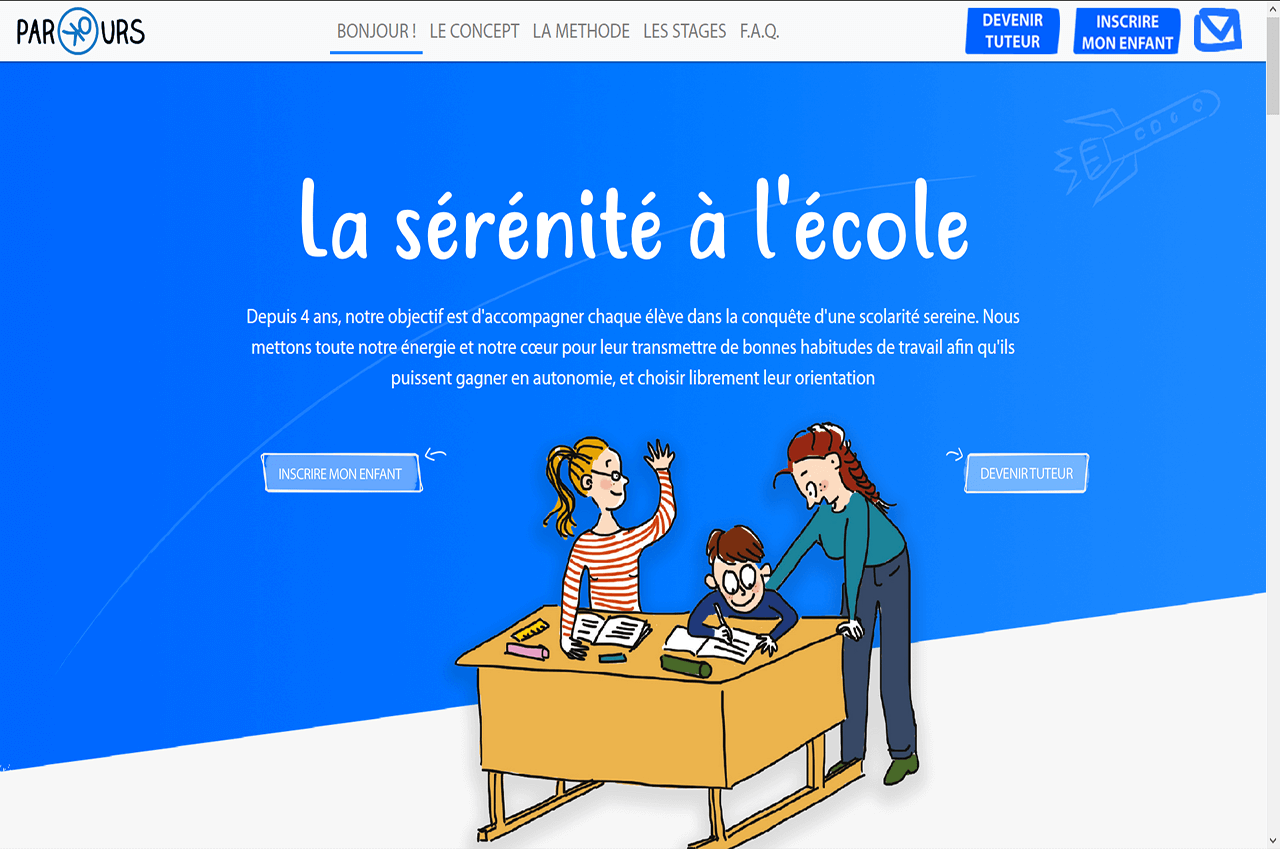 PARKOURS
BONJOUR !
LE CONCEPT
LA METHODE
LES STAGES
F.A.Q.
DEVENIR
TUTEUR
INSCRIRE
MON ENFANT
La sérénité à l'école
Depuis 4 ans, notre objectif est d'accompagner chaque élève dans la conquête d'une scolarité sereine. Nous
mettons toute notre énergie et notre cœur pour leur transmettre de bonnes habitudes de travail afin qu'ils
puissent gagner en autonomie, et choisir librement leur orientation
INSCRIRE MON ENFANT
DEVENIR TUTEUR